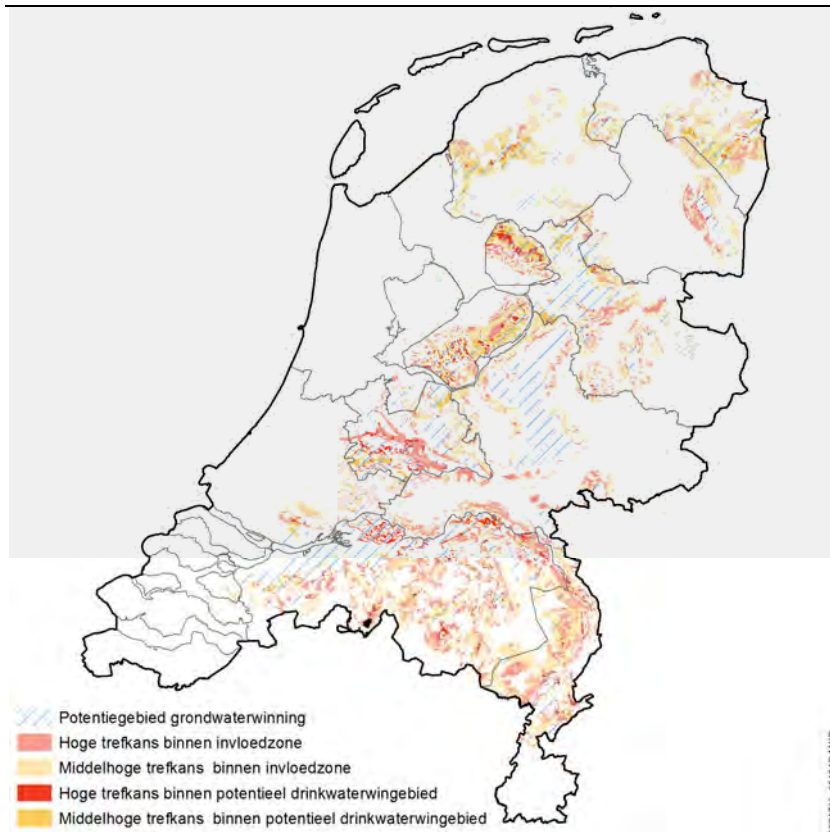 Potentiegebied grondwaterwinning
Hoge trefkans binnen invloedzone
Middelhoge trefkans binnen invloedzone
Hoge trefkans binnen potentieel drinkwaterwingebied
Middelhoge trefkans binnen potentieel drinkwaterwingebied